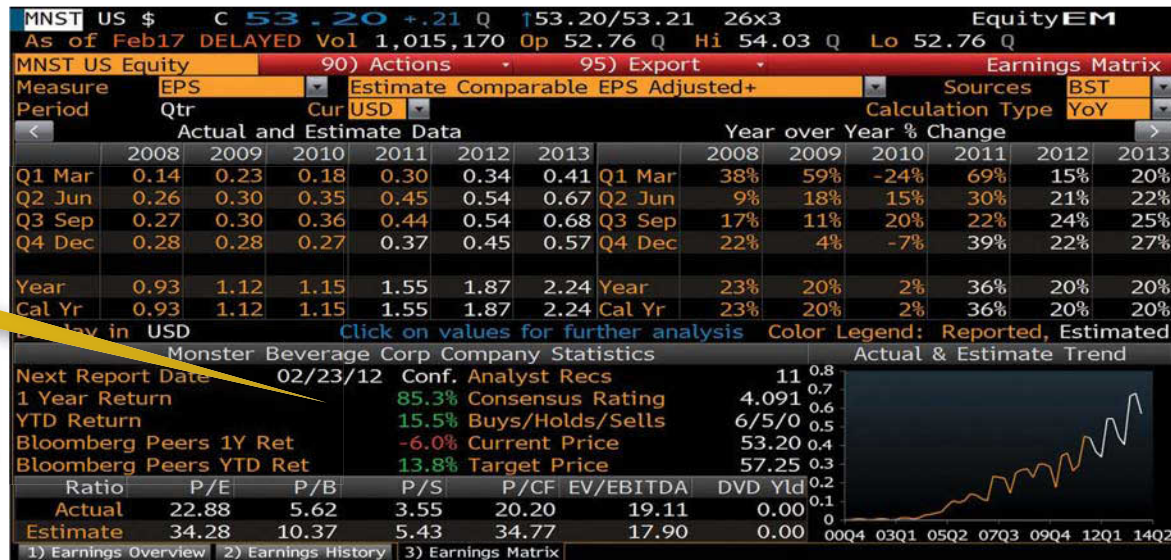 MNST US $ C 53.20 +.21 Q ↑53.20/53.21 26x3 Equity EM
As of Feb17 DELAYED Vol 1,015,170 Op 52.76 Q Hi 54.03 Q Lo 52.76 Q
MNST US Equity 90) Actions 95) Export Earnings Matrix
Measure EPS Estimate Comparable EPS Adjusted+ Sources BST
Period Qtr Cur USD Calculation Type YoY
< Actual and Estimate Data Year over Year % Change >
2008 2009 2010 2011 2012 2013 2008 2009 2010 2011 2012 2013
Q1 Mar 0.14 0.23 0.18 0.30 0.34 0.41 Q1 Mar 38% 59% -24% 69% 15% 20%
Q2 Jun 0.26 0.30 0.35 0.45 0.54 0.67 Q2 Jun 9% 18% 15% 30% 21% 22%
Q3 Sep 0.27 0.30 0.36 0.44 0.54 0.68 Q3 Sep 17% 11% 20% 22% 24% 25%
Q4 Dec 0.28 0.28 0.27 0.37 0.45 0.57 Q4 Dec 22% 4% -7% 39% 22% 27%
Year 0.93 1.12 1.15 1.55 1.87 2.24 Year 23% 20% 2% 36% 20% 20%
Cal Yr 0.93 1.12 1.15 1.55 1.87 2.24 Cal Yr 23% 20% 2% 36% 20% 20%
in USD Click on values for further analysis Color Legend: Reported, Estimated
Monster Beverage Corp Company Statistics Actual & Estimate Trend
Next Report Date 02/23/12 Conf. Analyst Recs 11 0.8
1 Year Return 85.3% Consensus Rating 4.091 0.7
0.6
YTD Return 15.5% Buys/Holds/Sells 6/5/0 0.5
Bloomberg Peers 1Y Ret -6.0% Current Price 53.20 0.4
Bloomberg Peers YTD Ret 13.8% Target Price 57.25 0.3
Ratio P/E P/B P/S P/CF EV/EBITDA DVD Yld 0.2
0.1
Actual 22.88 5.62 3.55 20.20 19.11 0.00 0
Estimate 34.28 10.37 5.43 34.77 17.90 0.00 00Q4 03Q1 05Q2 07Q3 09Q4 12Q1 14Q2
1) Earnings Overview 2) Earnings History 3) Earnings Matrix